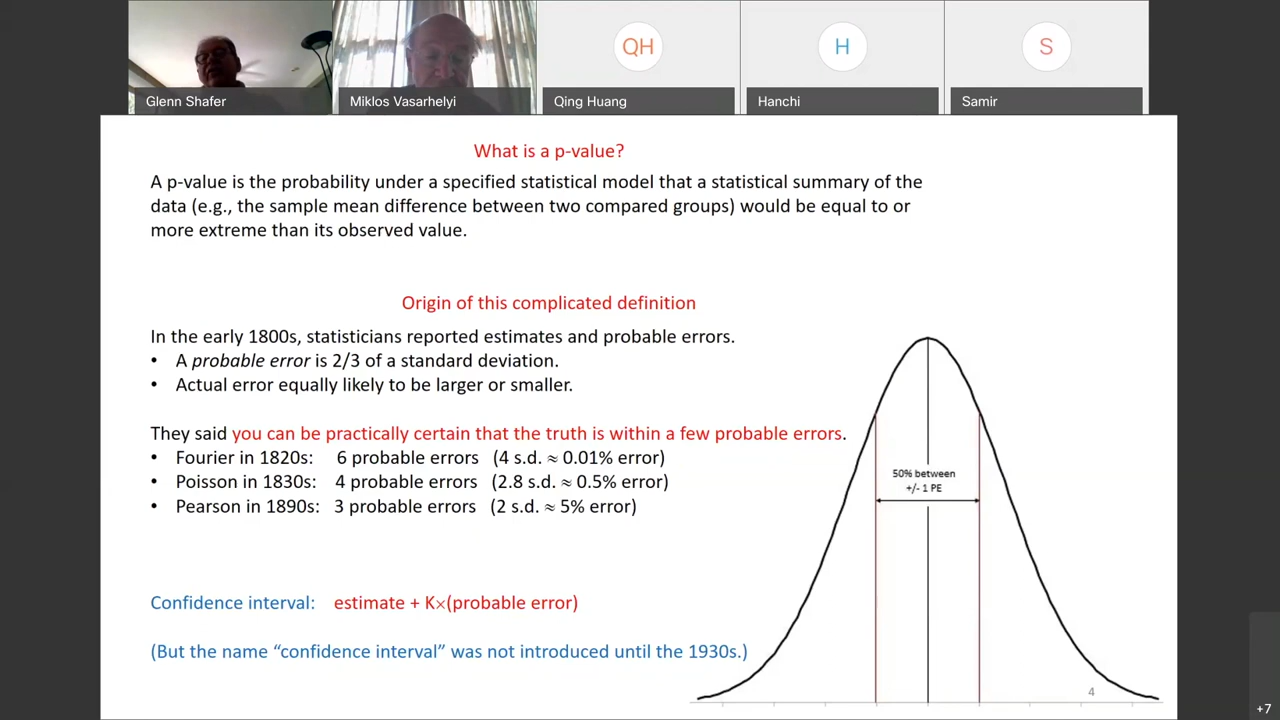 QH
H
S
Glenn Shafer
Miklos Vasarhelyi
Qing Huang
Hanchi
Samir
What is a p-value?
A p-value is the probability under a specified statistical model that a statistical summary of the
data (e.g., the sample mean difference between two compared groups) would be equal to or
more extreme than its observed value.
Origin of this complicated definition
In the early 1800s, statisticians reported estimates and probable errors.
• A probable error is 2/3 of a standard deviation.
• Actual error equally likely to be larger or smaller.
They said you can be practically certain that the truth is within a few probable errors.
• Fourier in 1820s: 6 probable errors (4 s.d. ≈ 0.01% error)
• Poisson in 1830s: 4 probable errors (2.8 s.d. ≈ 0.5% error)
• Pearson in 1890s: 3 probable errors (2 s.d. ≈ 5% error)
50% between
+/- 1 PE
Confidence interval: estimate + K×(probable error)
(But the name “confidence interval” was not introduced until the 1930s.)
4
+7